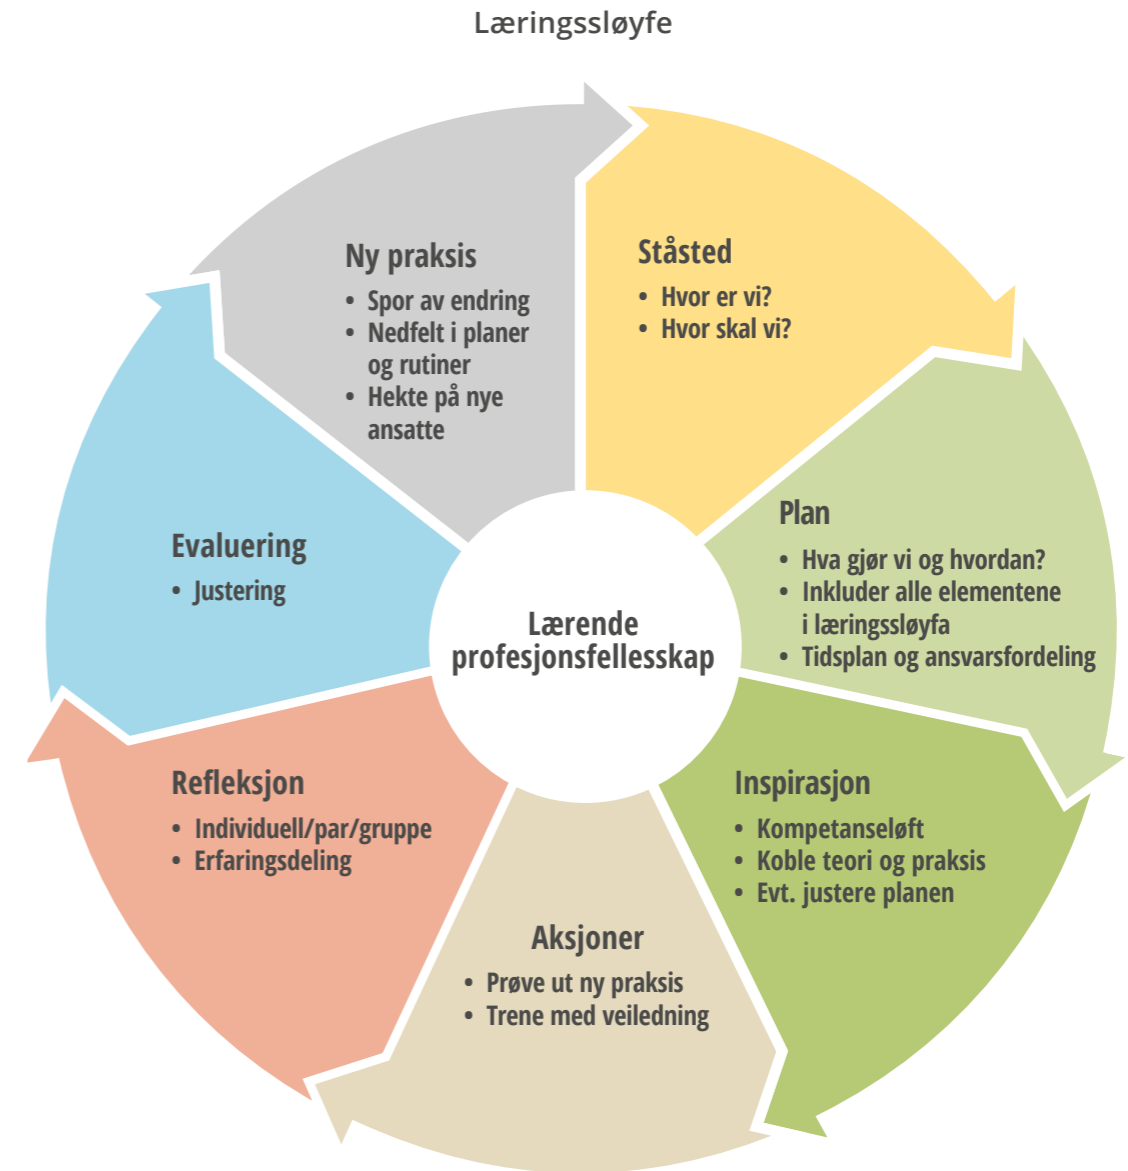 Læringssløyfe
Ståsted
• Hvor er vi?
• Hvor skal vi?
Plan
• Hva gjør vi og hvordan?
• Inkluder alle elementene
i læringssløyfa
• Tidsplan og ansvarsfordeling
Inspirasjon
• Kompetanseløft
• Koble teori og praksis
• Evt. justere planen
Aksjoner
• Prøve ut ny praksis
• Trene med veiledning
Refleksjon
• Individuell/par/gruppe
• Erfaringsdeling
Evaluering
• Justering
Ny praksis
• Spor av endring
• Nedfelt i planer
og rutiner
• Hekte på nye
ansatte
Lærende
profesjonsfellesskap